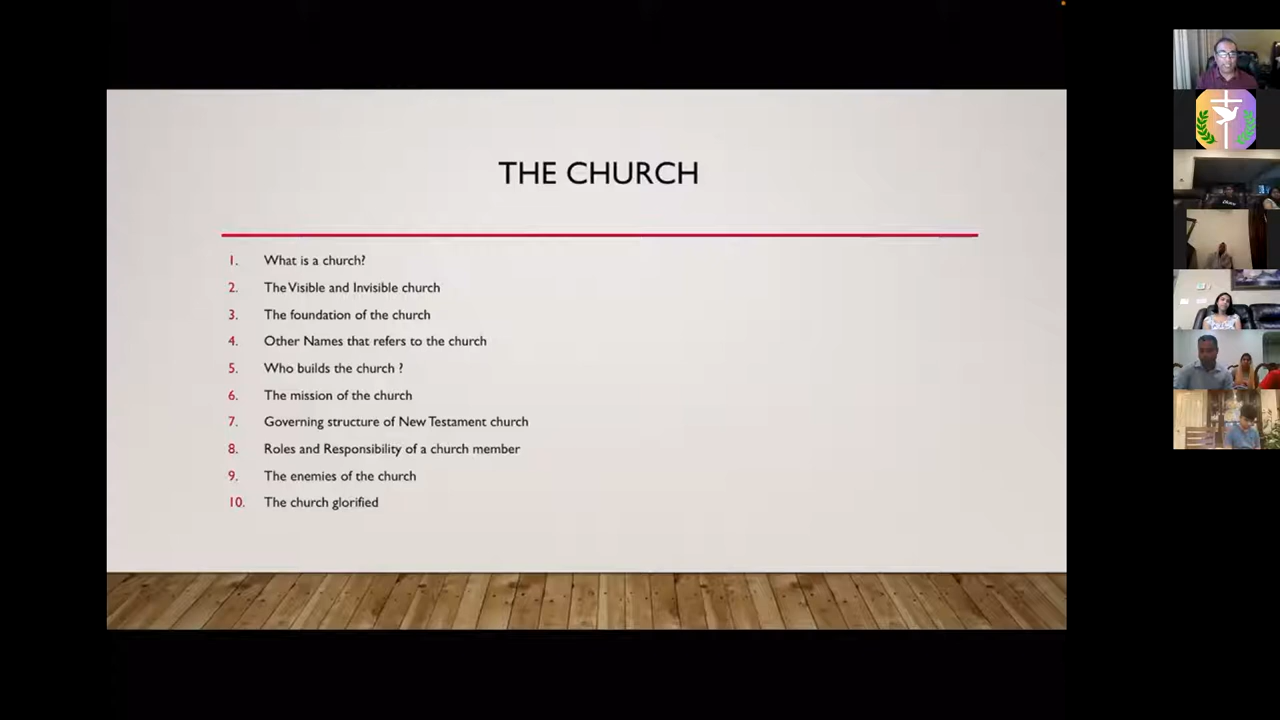 THE CHURCH
1. What is a church?
2. The Visible and Invisible church
3. The foundation of the church
4. Other Names that refers to the church
5. Who builds the church ?
6. The mission of the church
7. Governing structure of New Testament church
8. Roles and Responsibility of a church member
9. The enemies of the church
10. The church glorified